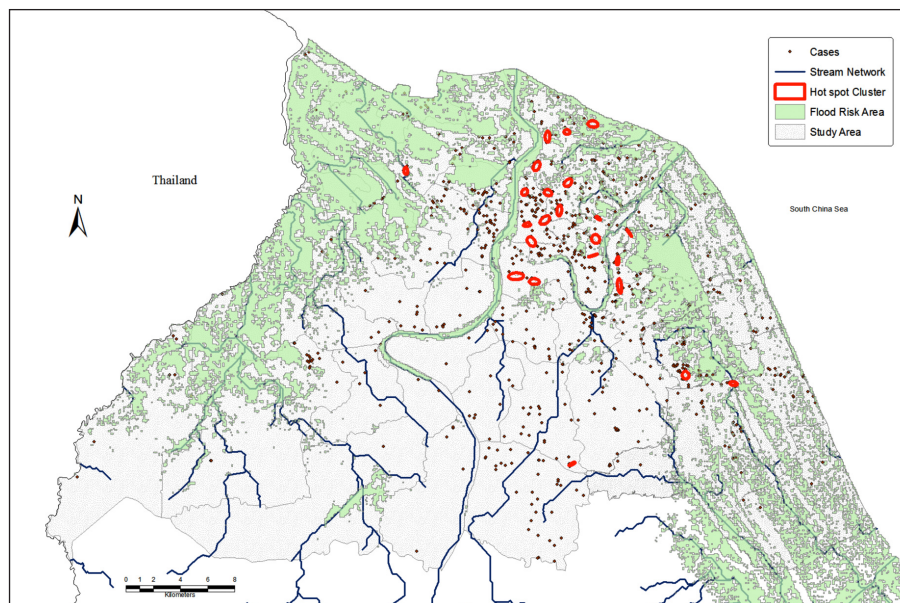 Cases
Stream Network
Hot spot Cluster
Flood Risk Area
Study Area
Thailand
N
South China Sea
0 1 2 4 6 8
Kilometers